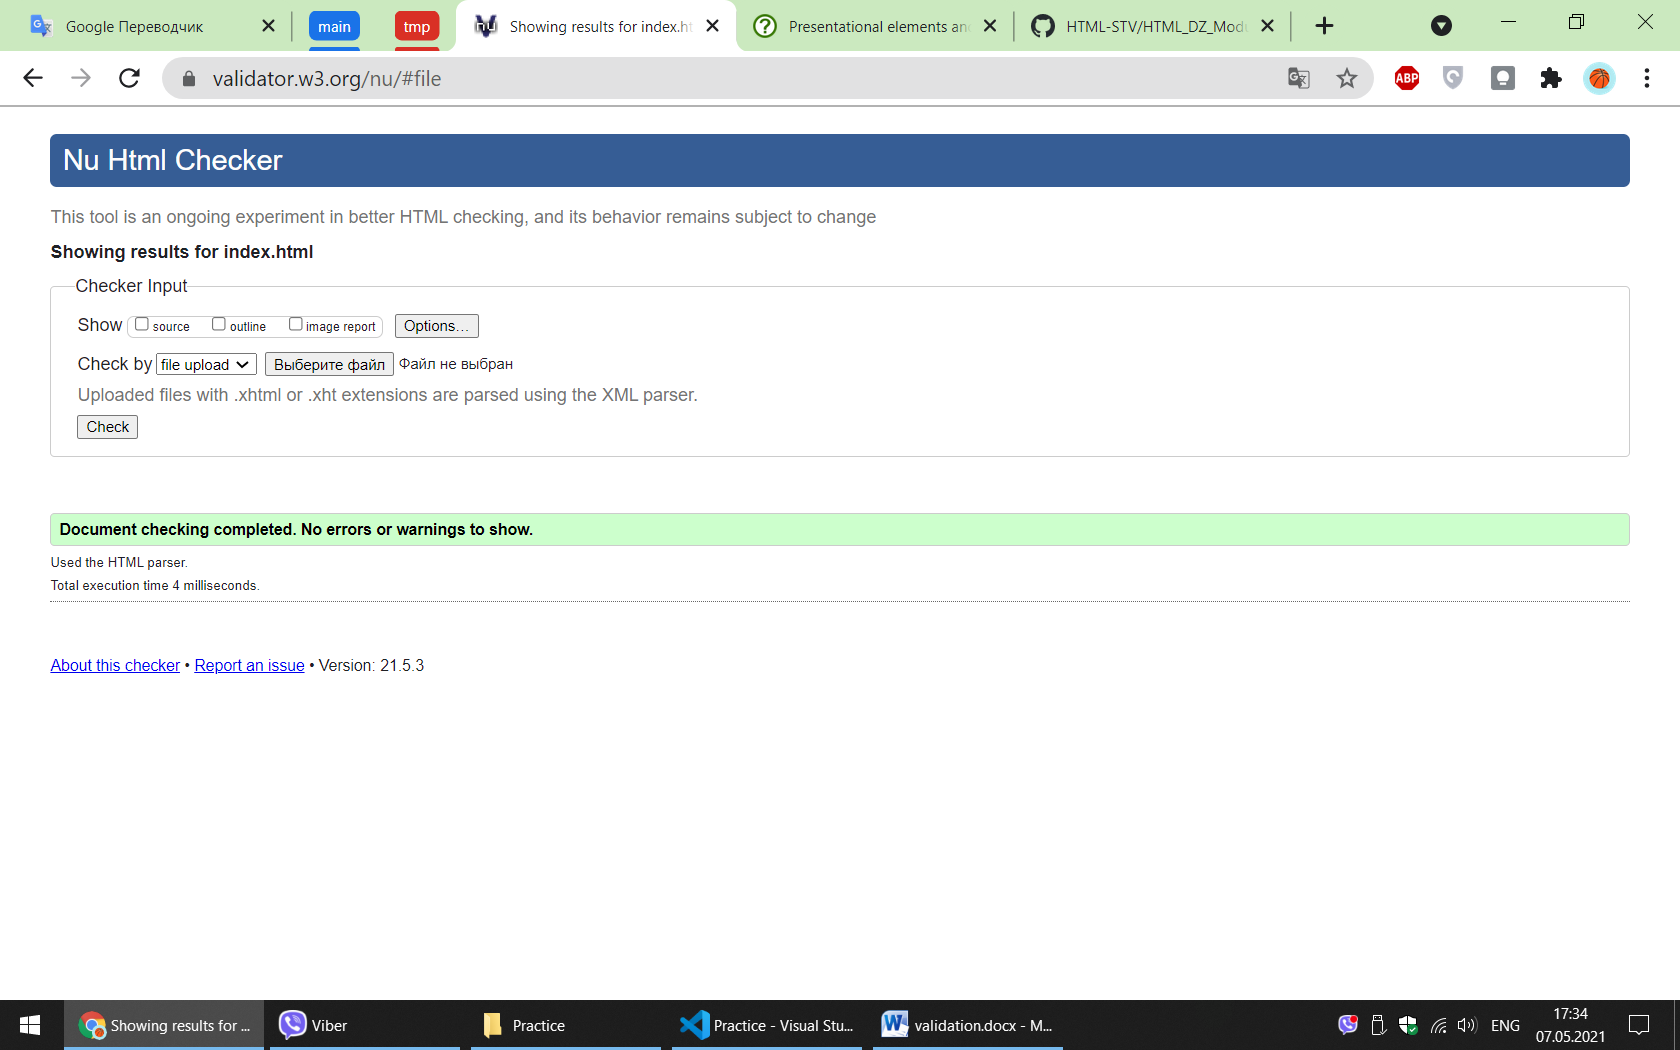 Google Переводчик
main
tmp
Showing results for index.ht
Presentational elements an
HTML-STV/HTML_DZ_Mod
validator.w3.org/nu/#file
ABP
Nu Html Checker
This tool is an ongoing experiment in better HTML checking, and its behavior remains subject to change
Showing results for index.html
Checker Input
Show source outline image report Options...
Check by file upload Выберите файл Файл не выбран
Uploaded files with .xhtml or .xht extensions are parsed using the XML parser.
Check
Document checking completed. No errors or warnings to show.
Used the HTML parser.
Total execution time 4 milliseconds.
About this checker • Report an issue • Version: 21.5.3
Showing results for ...
Viber
Practice
Practice - Visual Stu...
validation.docx - M...
ENG
17:34
07.05.2021